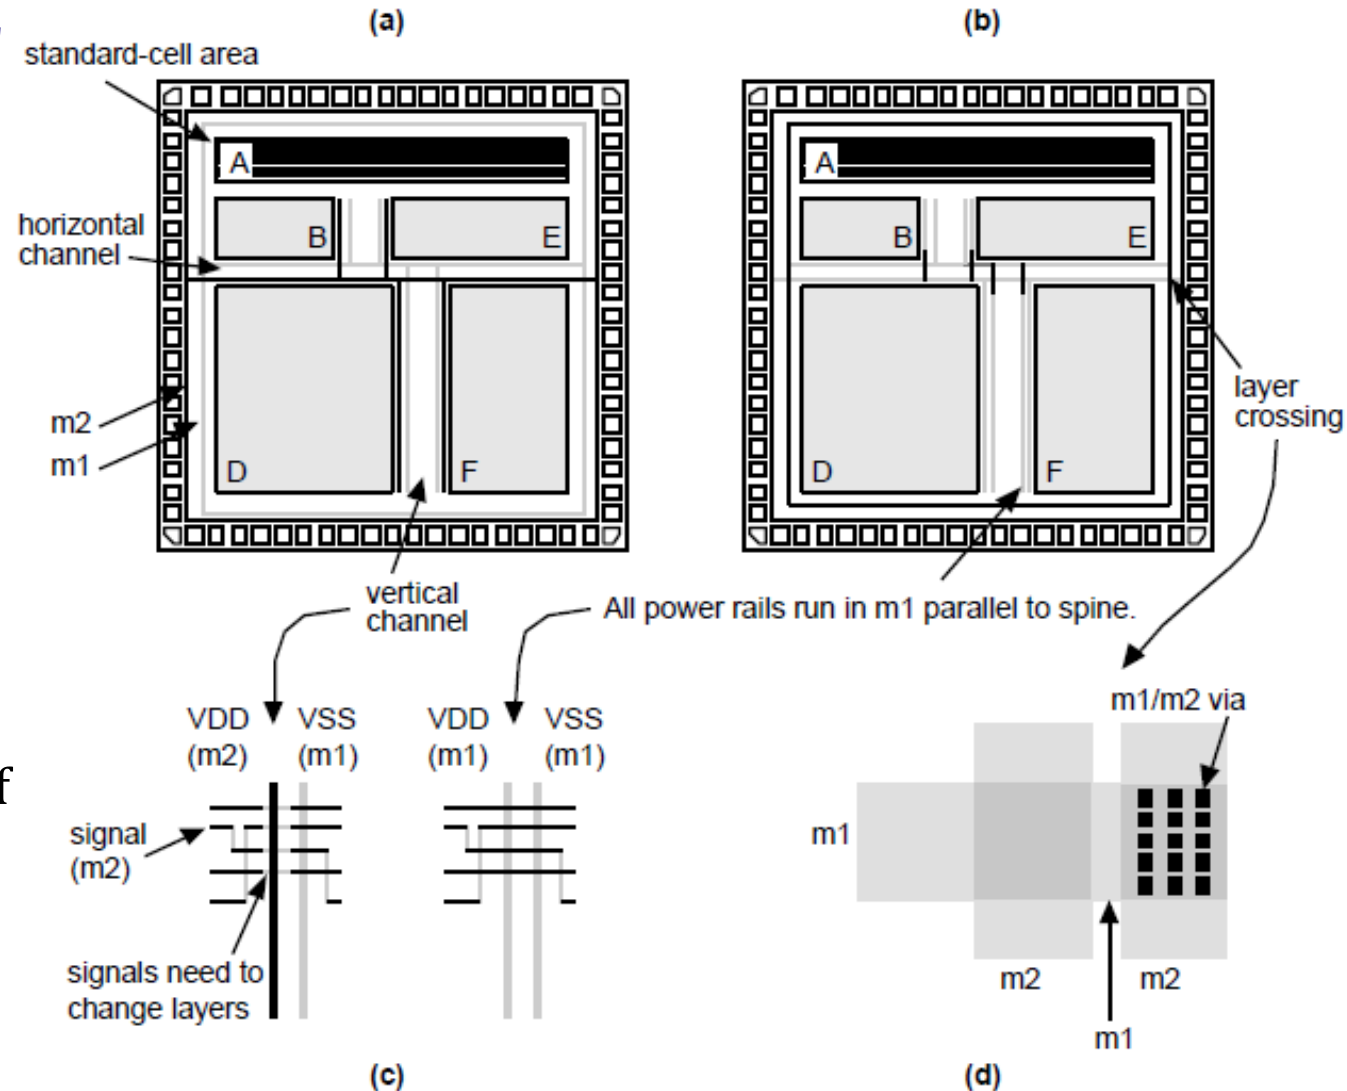 (a)
(b)
standard-cell area
A
A
horizontal
channel
B
E
B
E
m2
m1
D
F
D
F
layer
crossing
vertical
channel
All power rails run in m1 parallel to spine.
m1/m2 via
VDD
(m2)
VSS
(m1)
VDD
(m1)
VSS
(m1)
f
signal
(m2)
m1
signals need to
change layers
m2
m2
m1
(c)
(d)